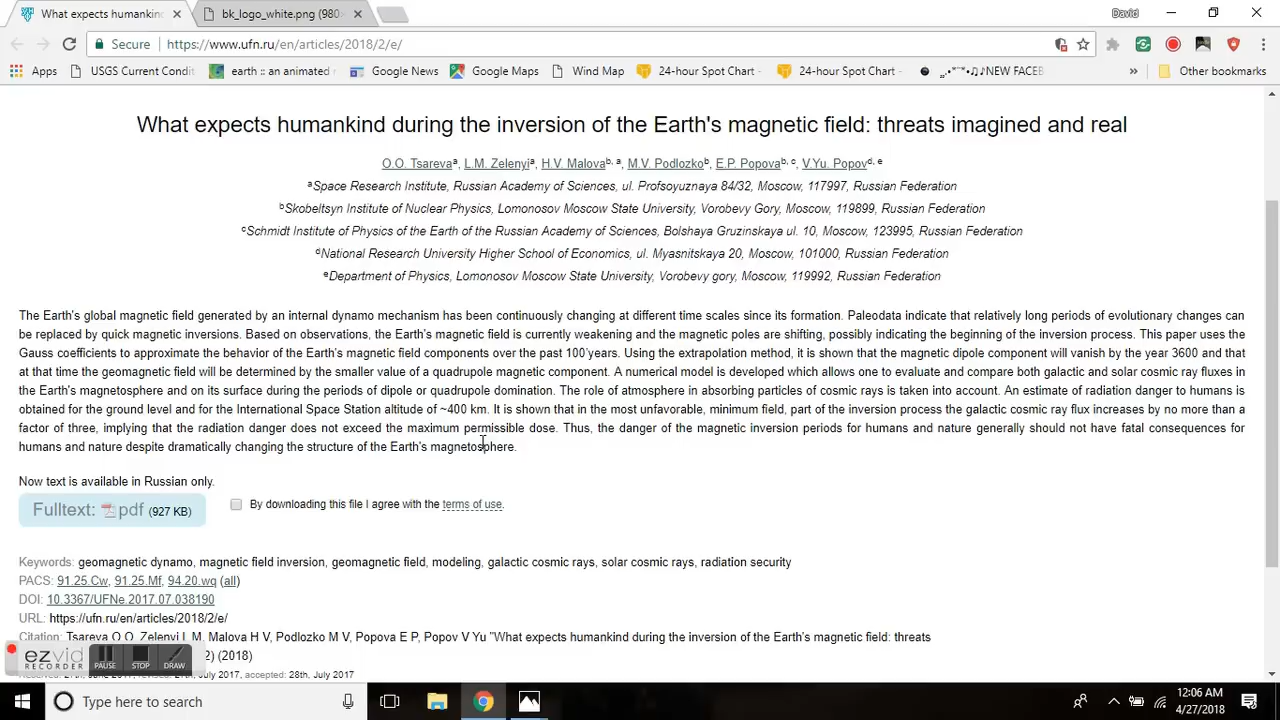 What expects humankin
bk_logo_white.png (980×
David
Secure
https://www.ufn.ru/en/articles/2018/2/e/
Apps
USGS Current Condi
earth :: an animated
Google News
Google Maps
Wind Map
24-hour Spot Chart -
24-hour Spot Chart -
NEW FACEB
»
Other bookmarks
What expects humankind during the inversion of the Earth's magnetic field: threats imagined and real
O.O. Tsarevaᵃ, L.M. Zelenyiᵃ, H.V. Malovaᵇ, ᵃ, M.V. Podlozkoᵇ, E.P. Popovaᵇ, ᶜ, V.Yu. Popovᵈ, ᵉ
ᵃSpace Research Institute, Russian Academy of Sciences, ul. Profsoyuznaya 84/32, Moscow, 117997, Russian Federation
ᵇSkobeltsyn Institute of Nuclear Physics, Lomonosov Moscow State University, Vorobevy Gory, Moscow, 119899, Russian Federation
ᶜSchmidt Institute of Physics of the Earth of the Russian Academy of Sciences, Bolshaya Gruzinskaya ul. 10, Moscow, 123995, Russian Federation
ᵈNational Research University Higher School of Economics, ul. Myasnitskaya 20, Moscow, 101000, Russian Federation
ᵉDepartment of Physics, Lomonosov Moscow State University, Vorobevy gory, Moscow, 119992, Russian Federation
The Earth's global magnetic field generated by an internal dynamo mechanism has been continuously changing at different time scales since its formation. Paleodata indicate that relatively long periods of evolutionary changes can
be replaced by quick magnetic inversions. Based on observations, the Earth's magnetic field is currently weakening and the magnetic poles are shifting, possibly indicating the beginning of the inversion process. This paper uses the
Gauss coefficients to approximate the behavior of the Earth's magnetic field components over the past 100 years. Using the extrapolation method, it is shown that the magnetic dipole component will vanish by the year 3600 and that
at that time the geomagnetic field will be determined by the smaller value of a quadrupole magnetic component. A numerical model is developed which allows one to evaluate and compare both galactic and solar cosmic ray fluxes in
the Earth's magnetosphere and on its surface during the periods of dipole or quadrupole domination. The role of atmosphere in absorbing particles of cosmic rays is taken into account. An estimate of radiation danger to humans is
obtained for the ground level and for the International Space Station altitude of ~400 km. It is shown that in the most unfavorable, minimum field, part of the inversion process the galactic cosmic ray flux increases by no more than a
factor of three, implying that the radiation danger does not exceed the maximum permissible dose. Thus, the danger of the magnetic inversion periods for humans and nature generally should not have fatal consequences for
humans and nature despite dramatically changing the structure of the Earth's magnetosphere.
Now text is available in Russian only.
Fulltext: pdf (927 KB)
By downloading this file I agree with the terms of use.
Keywords: geomagnetic dynamo, magnetic field inversion, geomagnetic field, modeling, galactic cosmic rays, solar cosmic rays, radiation security
PACS: 91.25.Cw, 91.25.Mf, 94.20.wq (all)
DOI: 10.3367/UFNe.2017.07.038190
URL: https://ufn.ru/en/articles/2018/2/e/
Citation: Tsareva O O, Zelenyi L M, Malova H V, Podlozko M V, Popova E P, Popov V Yu "What expects humankind during the inversion of the Earth's magnetic field: threats
2) (2018)
July 2017, accepted: 28th, July 2017
ezvid
RECORDER
PAUSE
STOP
DRAW
Type here to search
12:06 AM
4/27/2018